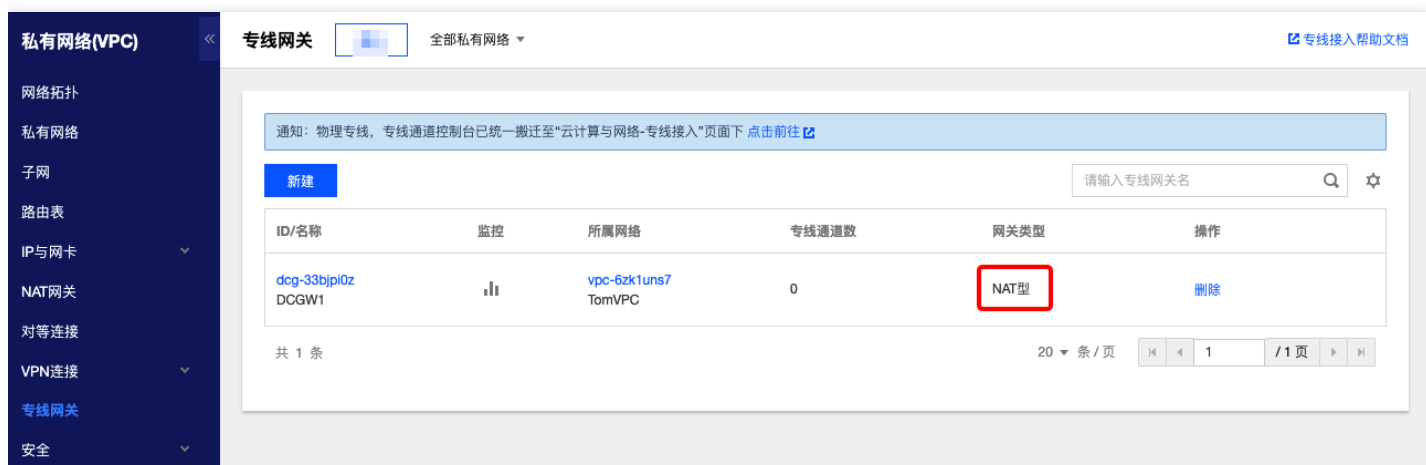 私有网络(VPC)
专线网关
全部私有网络
专线接入帮助文档
网络拓扑
私有网络
子网
路由表
IP与网卡
NAT网关
对等连接
VPN连接
专线网关
安全
通知：物理专线，专线通道控制台已统一搬迁至“云计算与网络-专线接入”页面下 点击前往
新建
请输入专线网关名
ID/名称 监控 所属网络 专线通道数 网关类型 操作
dcg-33bjpi0z vpc-6zk1uns7
DCGW1 TomVPC 0 NAT型 删除
共 1 条 20 条 / 页 1 / 1 页